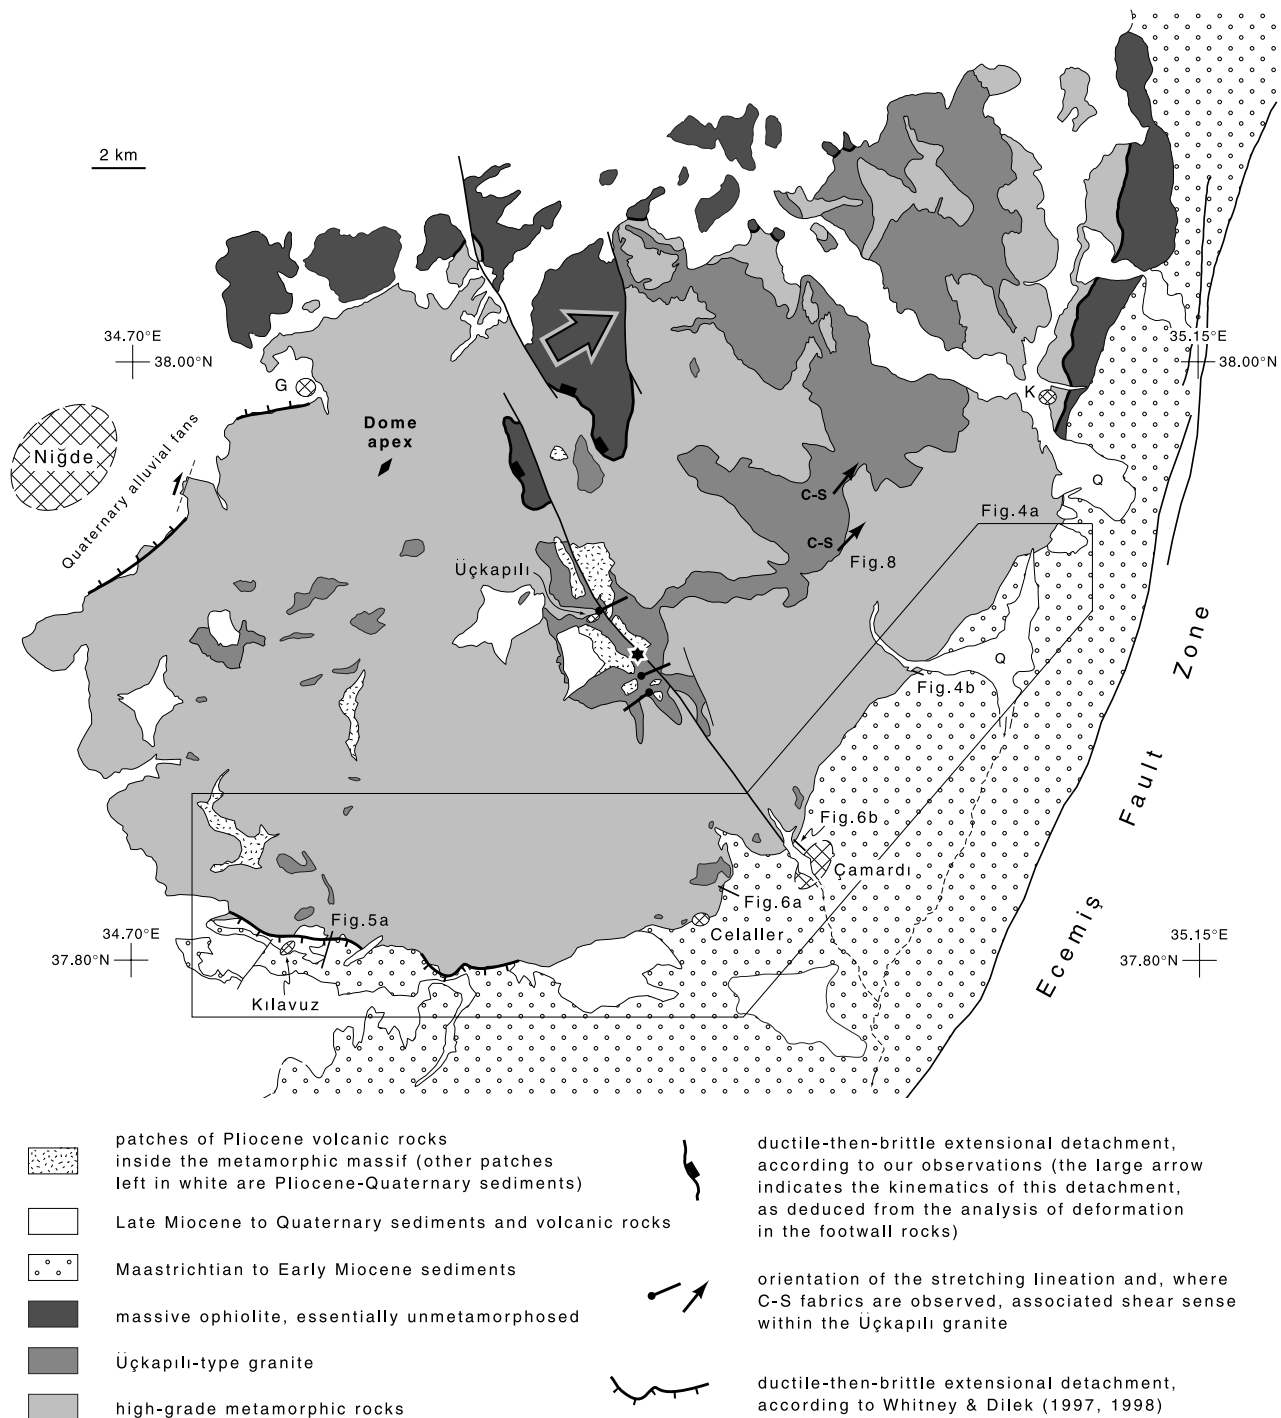 2 km
34.70°E
38.00°N
35.15°E
38.00°N
G
K
Niğde
Quaternary alluvial fans
Dome
apex
C-S
C-S
Q
Fig.4a
Fig.8
Üçkapılı
Q
Fig.4b
Ecemiş Fault Zone
Fig.6b
Çamardı
Fig.6a
Celaller
Fig.5a
Kılavuz
34.70°E
37.80°N
35.15°E
37.80°N
patches of Pliocene volcanic rocks
inside the metamorphic massif (other patches
left in white are Pliocene-Quaternary sediments)
Late Miocene to Quaternary sediments and volcanic rocks
Maastrichtian to Early Miocene sediments
massive ophiolite, essentially unmetamorphosed
Üçkapılı-type granite
high-grade metamorphic rocks
ductile-then-brittle extensional detachment,
according to our observations (the large arrow
indicates the kinematics of this detachment,
as deduced from the analysis of deformation
in the footwall rocks)
orientation of the stretching lineation and, where
C-S fabrics are observed, associated shear sense
within the Üçkapılı granite
ductile-then-brittle extensional detachment,
according to Whitney & Dilek (1997, 1998)